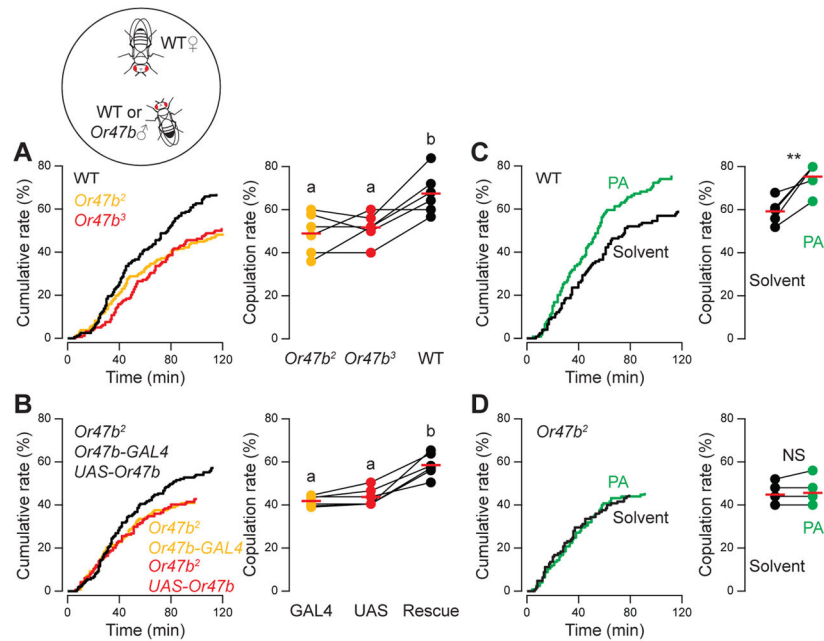 WT♀
WT or
Or47b♂
A
Cumulative rate (%)
80
60
40
20
0
WT
Or47b²
Or47b³
0 40 80 120
Time (min)
Copulation rate (%)
100
80
60
40
20
0
a a b
Or47b² Or47b³ WT
C
Cumulative rate (%)
80
60
40
20
0
WT
PA
Solvent
0 40 80 120
Time (min)
Copulation rate (%)
80
60
40
20
0
**
Solvent
PA
B
Cumulative rate (%)
80
60
40
20
0
Or47b²
Or47b-GAL4
UAS-Or47b
Or47b²
Or47b-GAL4
Or47b²
UAS-Or47b
0 40 80 120
Time (min)
Copulation rate (%)
100
80
60
40
20
0
a a b
GAL4 UAS Rescue
D
Cumulative rate (%)
80
60
40
20
0
Or47b²
PA
Solvent
0 40 80 120
Time (min)
Copulation rate (%)
80
60
40
20
0
NS
Solvent
PA